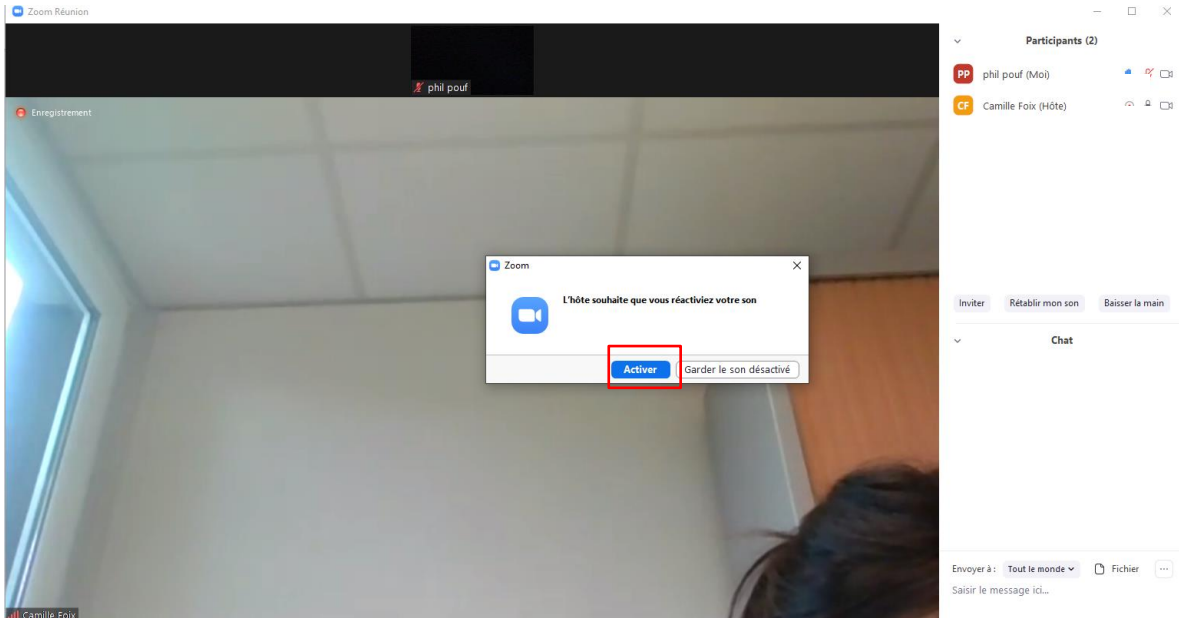 Zoom Réunion
phil pouf
Enregistrement
Zoom
L'hôte souhaite que vous réactiviez votre son
Activer
Garder le son désactivé
Camille Foix
Participants (2)
PP
phil pouf (Moi)
CF
Camille Foix (Hôte)
Inviter
Rétablir mon son
Baisser la main
Chat
Envoyer à :
Tout le monde
Fichier
Saisir le message ici...